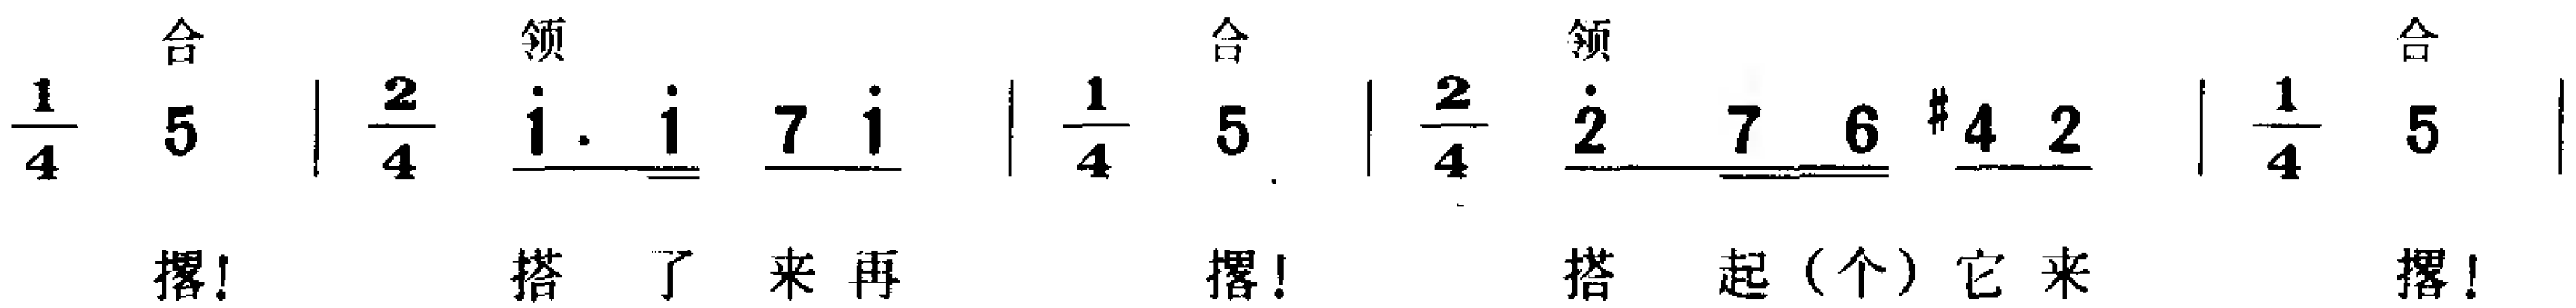 合 领 合 领 合
1/4 5 | 2/4 i̇. i̇ 7 i̇ | 1/4 5 | 2/4 2̇ 7 6 #4 2 | 1/4 5 |
撂! 搭 了 来 再 撂! 搭 起（个）它 来 撂!